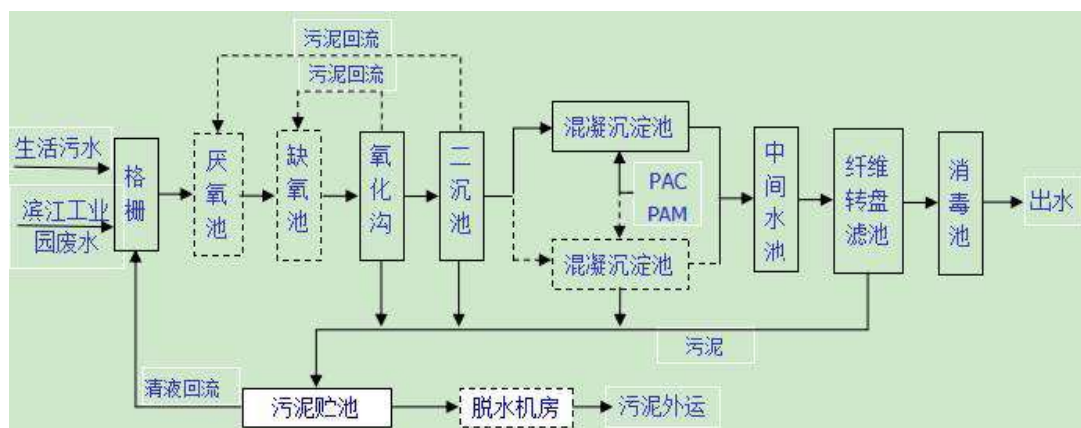 污泥回流
污泥回流
生活污水
滨江工业
园废水
格栅
厌氧池
缺氧池
氧化沟
二沉池
混凝沉淀池
PAC
PAM
混凝沉淀池
中间水池
纤维
转盘
滤池
消毒池
出水
污泥
清液回流
污泥贮池
脱水机房
污泥外运